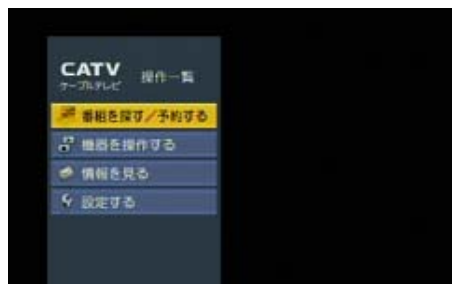 CATV 操作一覧
ケーブルテレビ
番組を探す／予約する
機器を操作する
情報を見る
設定する